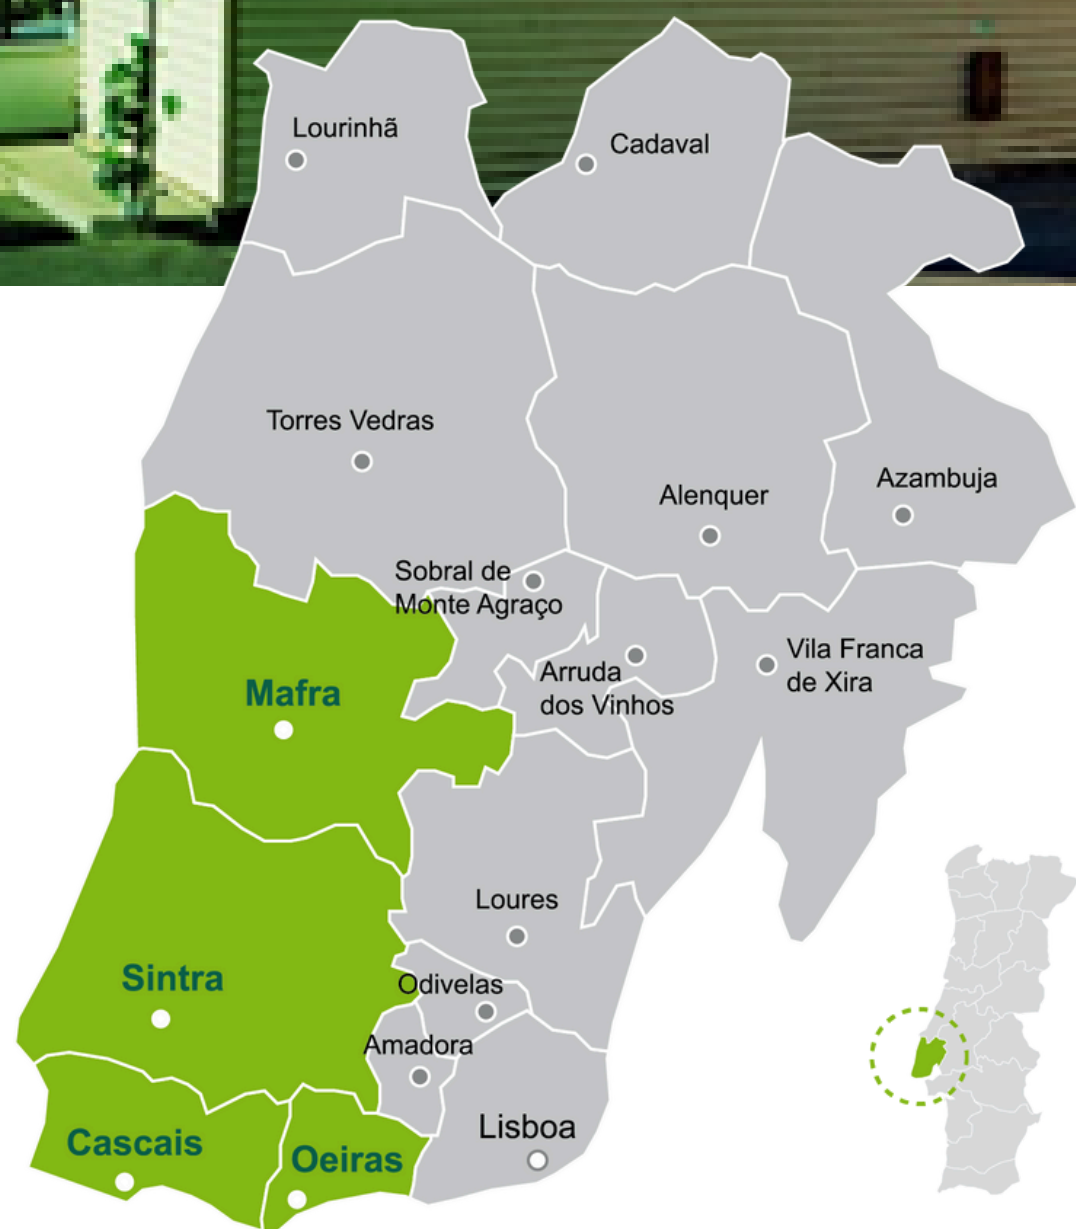 Lourinhã
Cadaval
Torres Vedras
Alenquer
Azambuja
Sobral de
Monte Agraço
Arruda
dos Vinhos
Vila Franca
de Xira
Mafra
Loures
Sintra
Odivelas
Amadora
Lisboa
Cascais
Oeiras